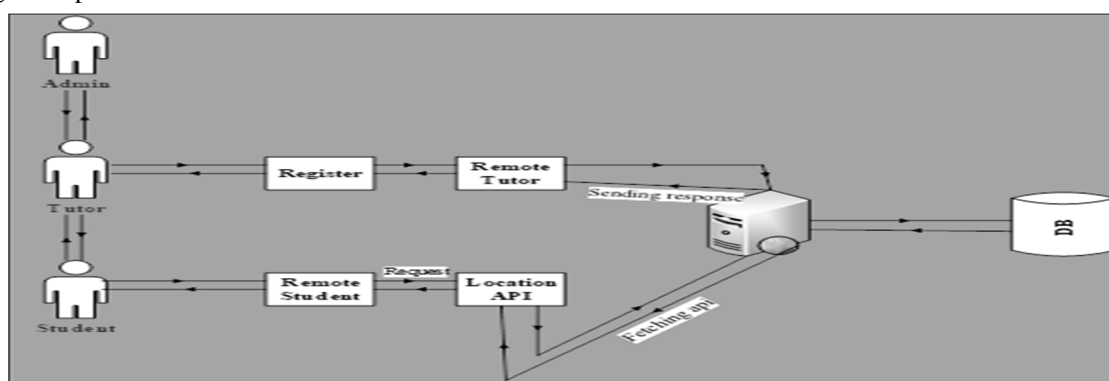 Admin
Register
Remote
Tutor
Sending response
Tutor
DB
Request
Remote
Student
Location
API
Fetching api
Student